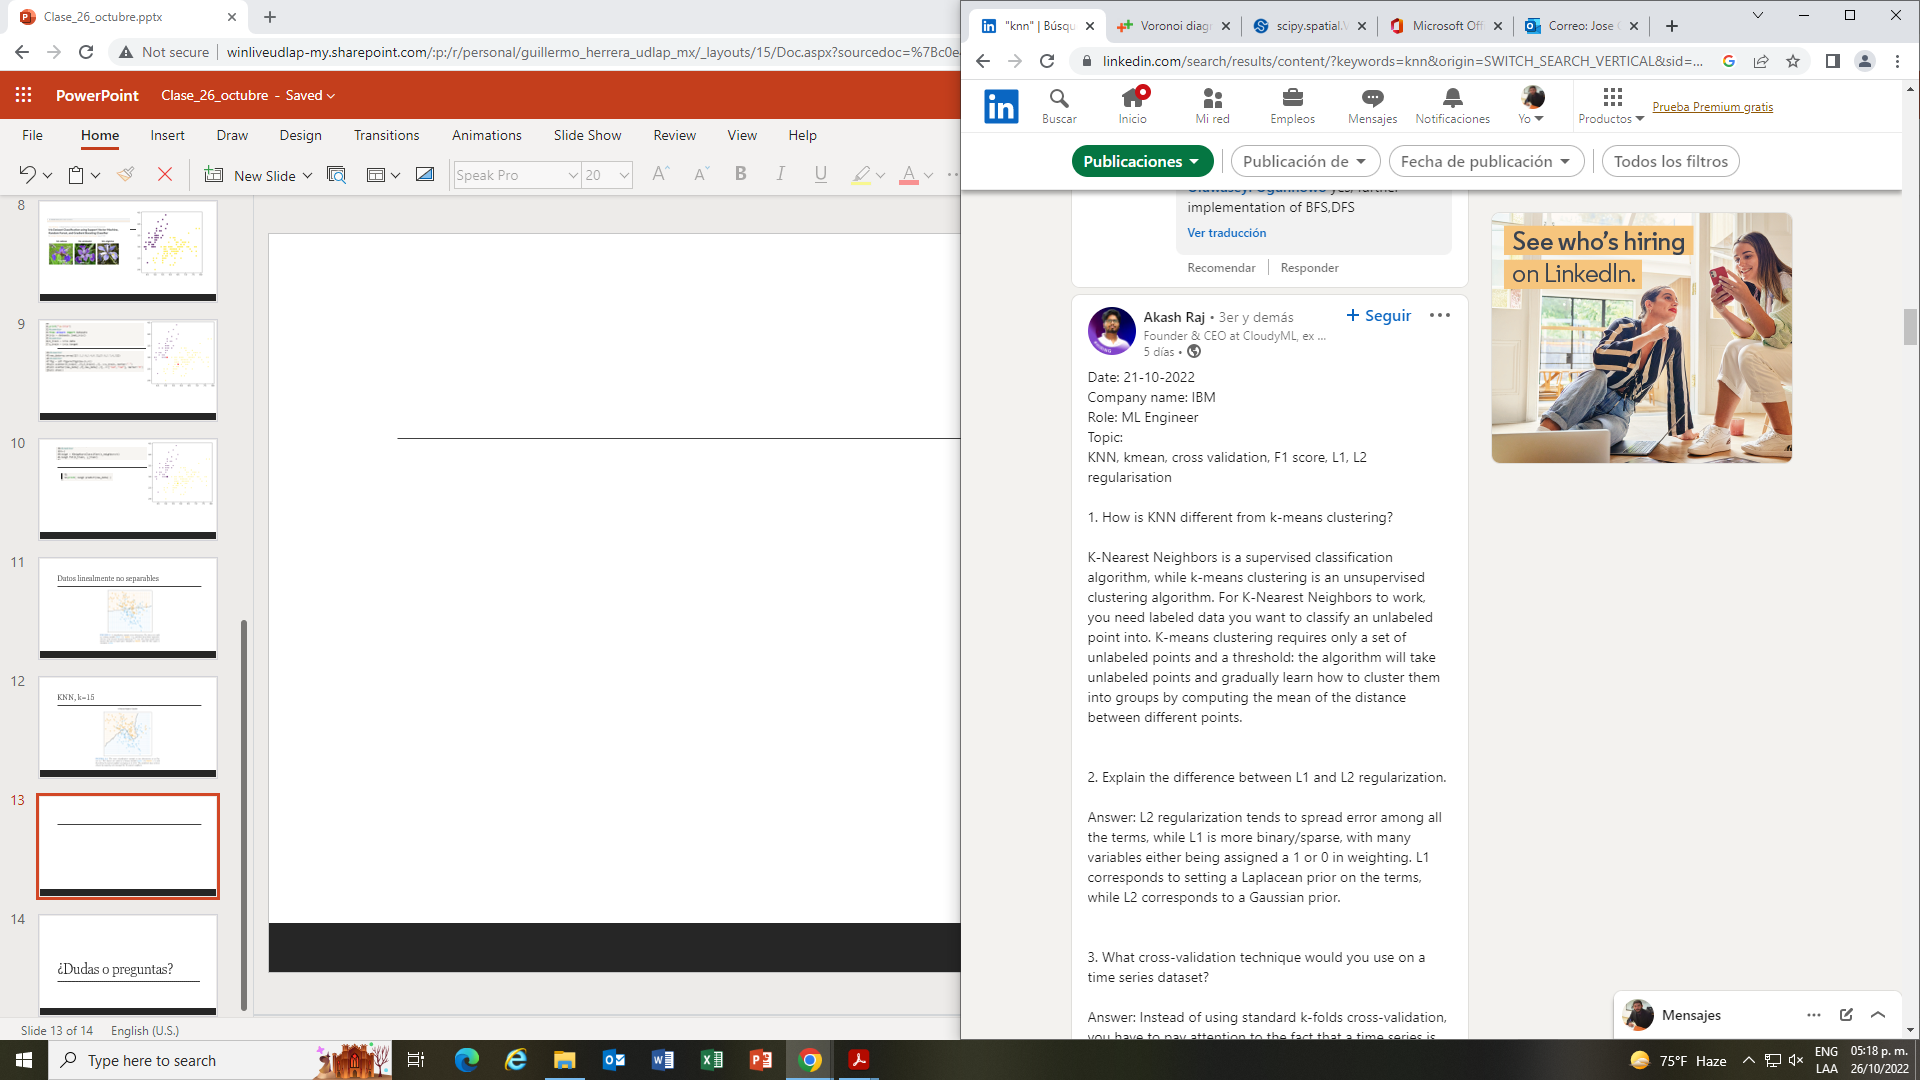 Clase_26_octubre.pptx
Not secure
winliveudlap-my.sharepoint.com/:p:/r/personal/guillermo_herrera_udlap_mx/_layouts/15/Doc.aspx?sourcedoc=%7Bc0e
PowerPoint
Clase_26_octubre - Saved
File
Home
Insert
Draw
Design
Transitions
Animations
Slide Show
Review
View
Help
New Slide
Speak Pro
20
B
I
U
8
9
10
11
Datos linealmente no separables
12
KNN, k=15
13
14
¿Dudas o preguntas?
Slide 13 of 14
English (U.S.)
"knn" | Búsqu
Voronoi diagr
scipy.spatial.V
Microsoft Off
Correo: Jose
linkedin.com/search/results/content/?keywords=knn&origin=SWITCH_SEARCH_VERTICAL&sid=...
in
Buscar
Inicio
Mi red
Empleos
Mensajes
Notificaciones
Yo
Productos
Prueba Premium gratis
Publicaciones
Publicación de
Fecha de publicación
Todos los filtros
implementation of BFS,DFS
Ver traducción
Recomendar
Responder
Akash Raj • 3er y demás
Founder & CEO at CloudyML, ex ...
5 días •
Seguir
Date: 21-10-2022
Company name: IBM
Role: ML Engineer
Topic:
KNN, kmean, cross validation, F1 score, L1, L2
regularisation
1. How is KNN different from k-means clustering?
K-Nearest Neighbors is a supervised classification
algorithm, while k-means clustering is an unsupervised
clustering algorithm. For K-Nearest Neighbors to work,
you need labeled data you want to classify an unlabeled
point into. K-means clustering requires only a set of
unlabeled points and a threshold: the algorithm will take
unlabeled points and gradually learn how to cluster them
into groups by computing the mean of the distance
between different points.
2. Explain the difference between L1 and L2 regularization.
Answer: L2 regularization tends to spread error among all
the terms, while L1 is more binary/sparse, with many
variables either being assigned a 1 or 0 in weighting. L1
corresponds to setting a Laplacean prior on the terms,
while L2 corresponds to a Gaussian prior.
3. What cross-validation technique would you use on a
time series dataset?
Answer: Instead of using standard k-folds cross-validation,
you have to pay attention to the fact that a time series is
See who's hiring
on LinkedIn.
Mensajes
Type here to search
75°F Haze
ENG
LAA
05:18 p. m.
26/10/2022